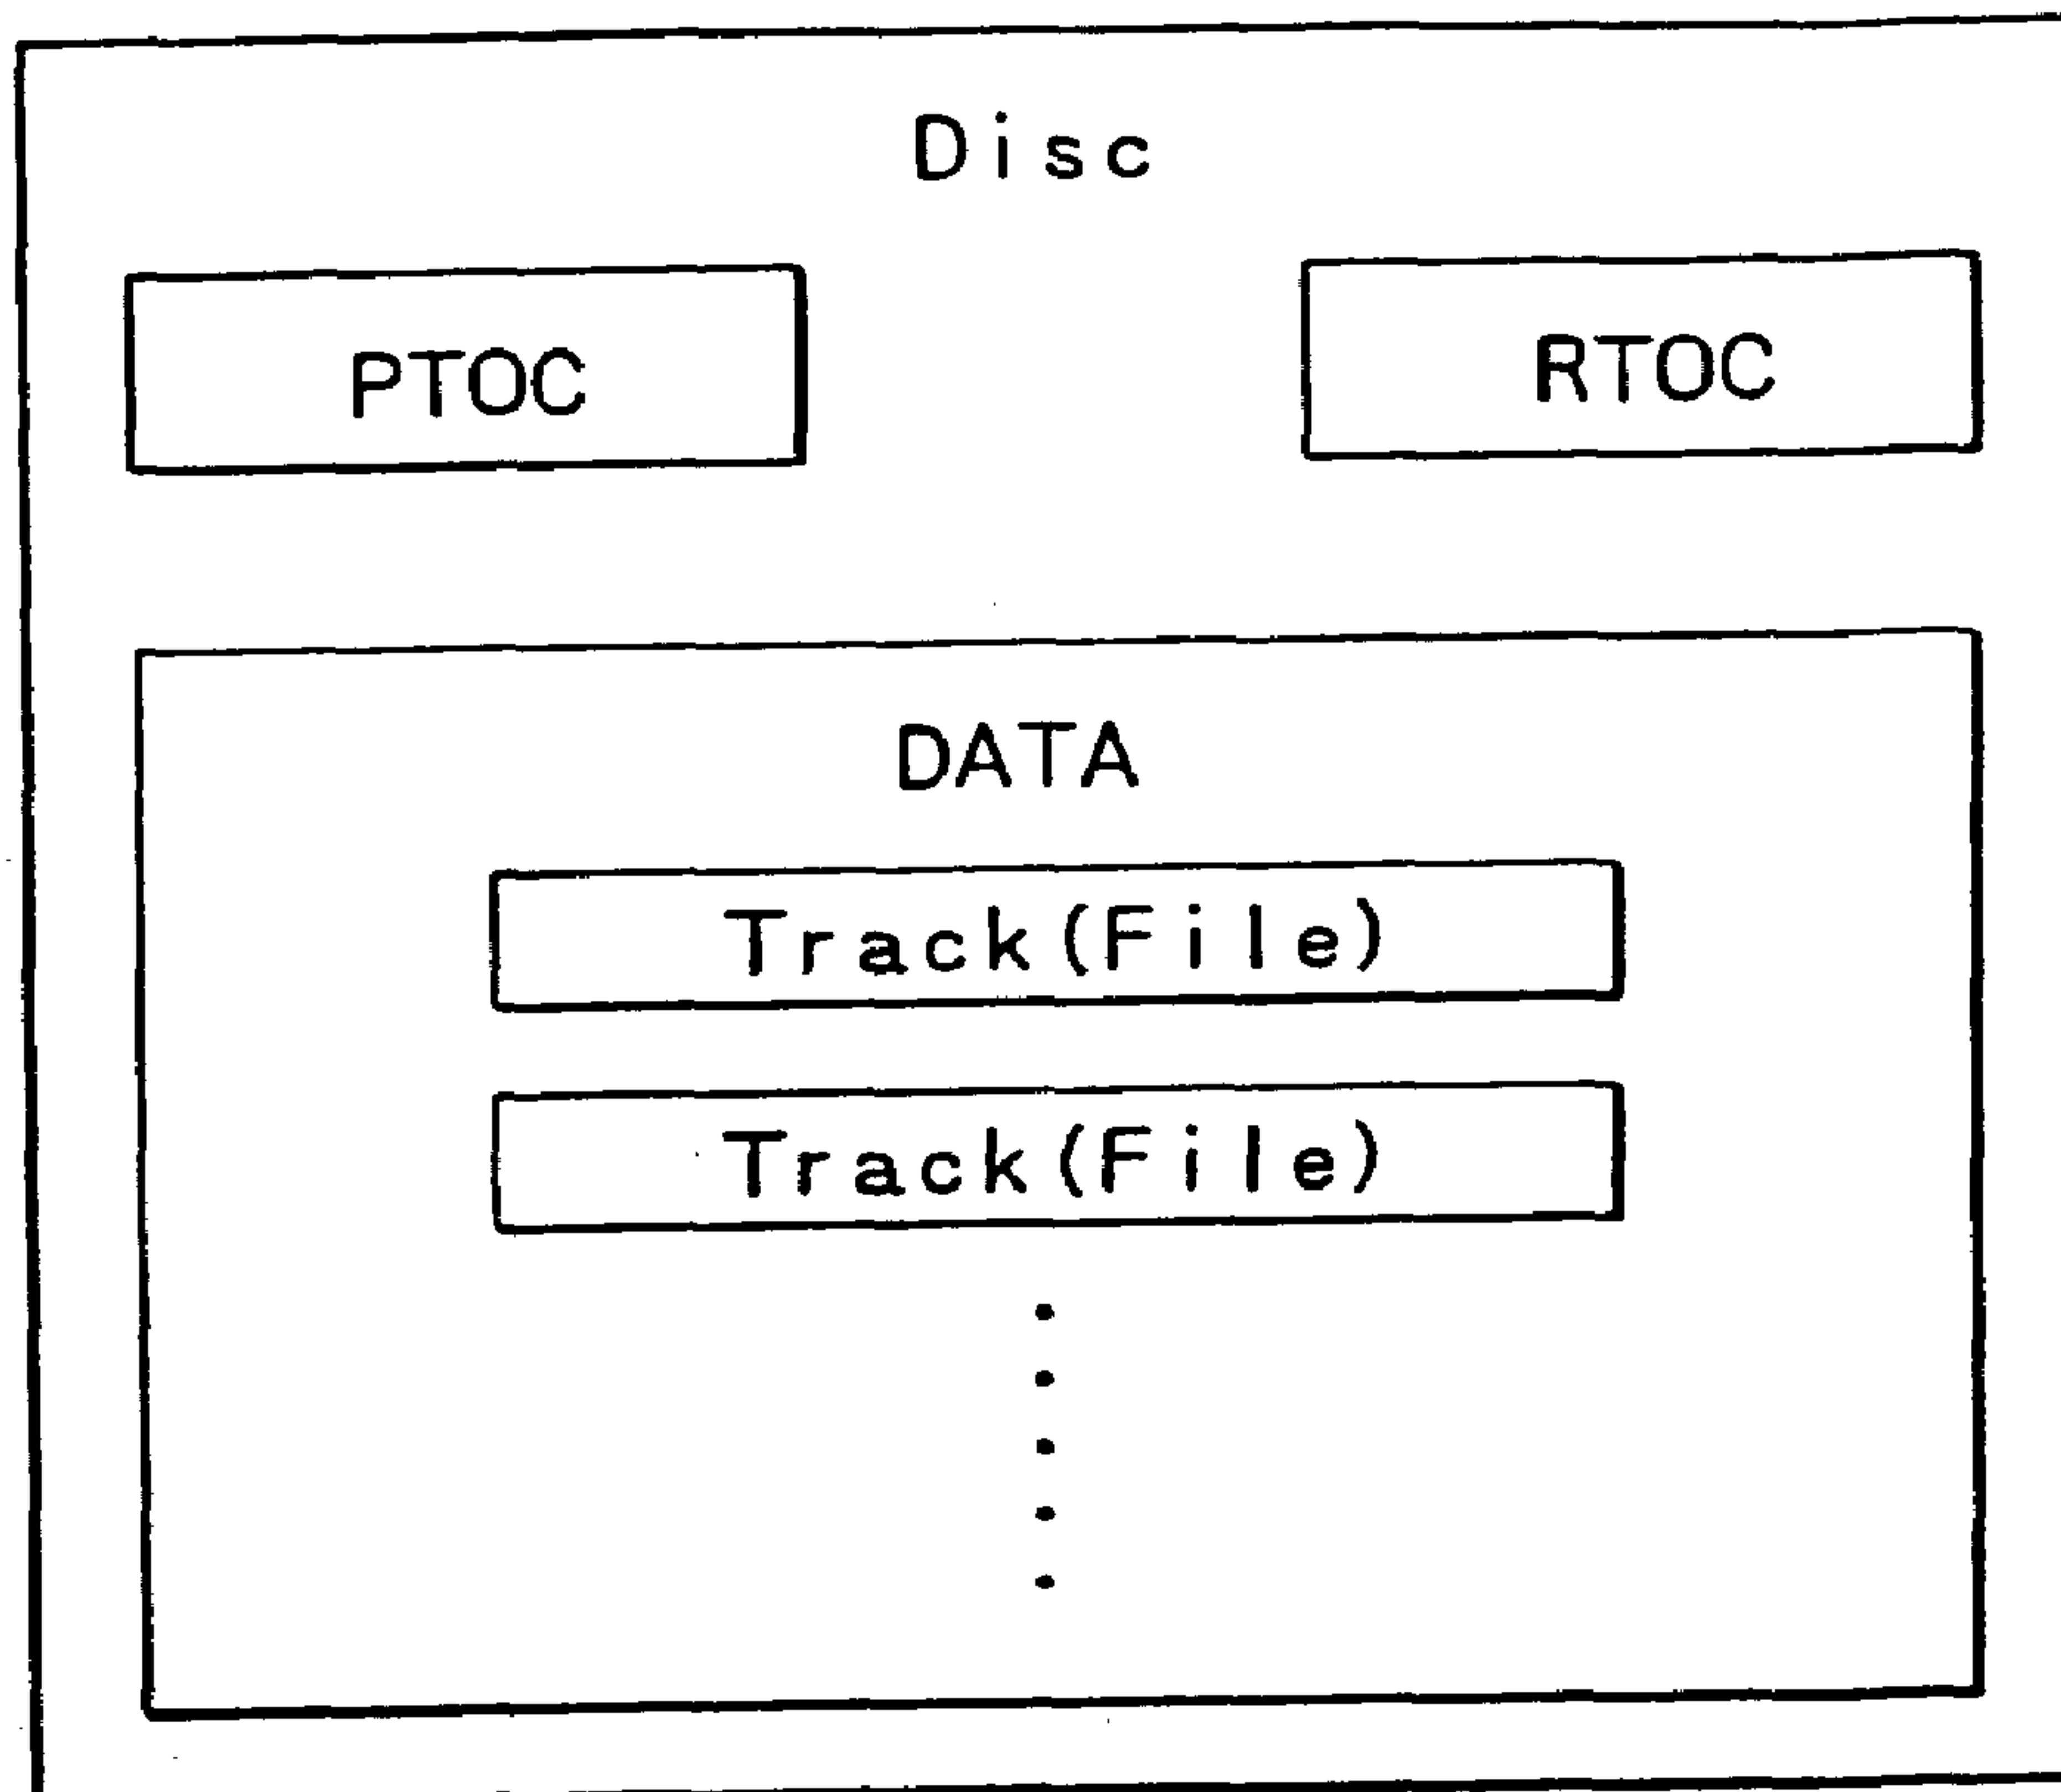 Disc
PTOC
RTOC
DATA
Track(File)
Track(File)